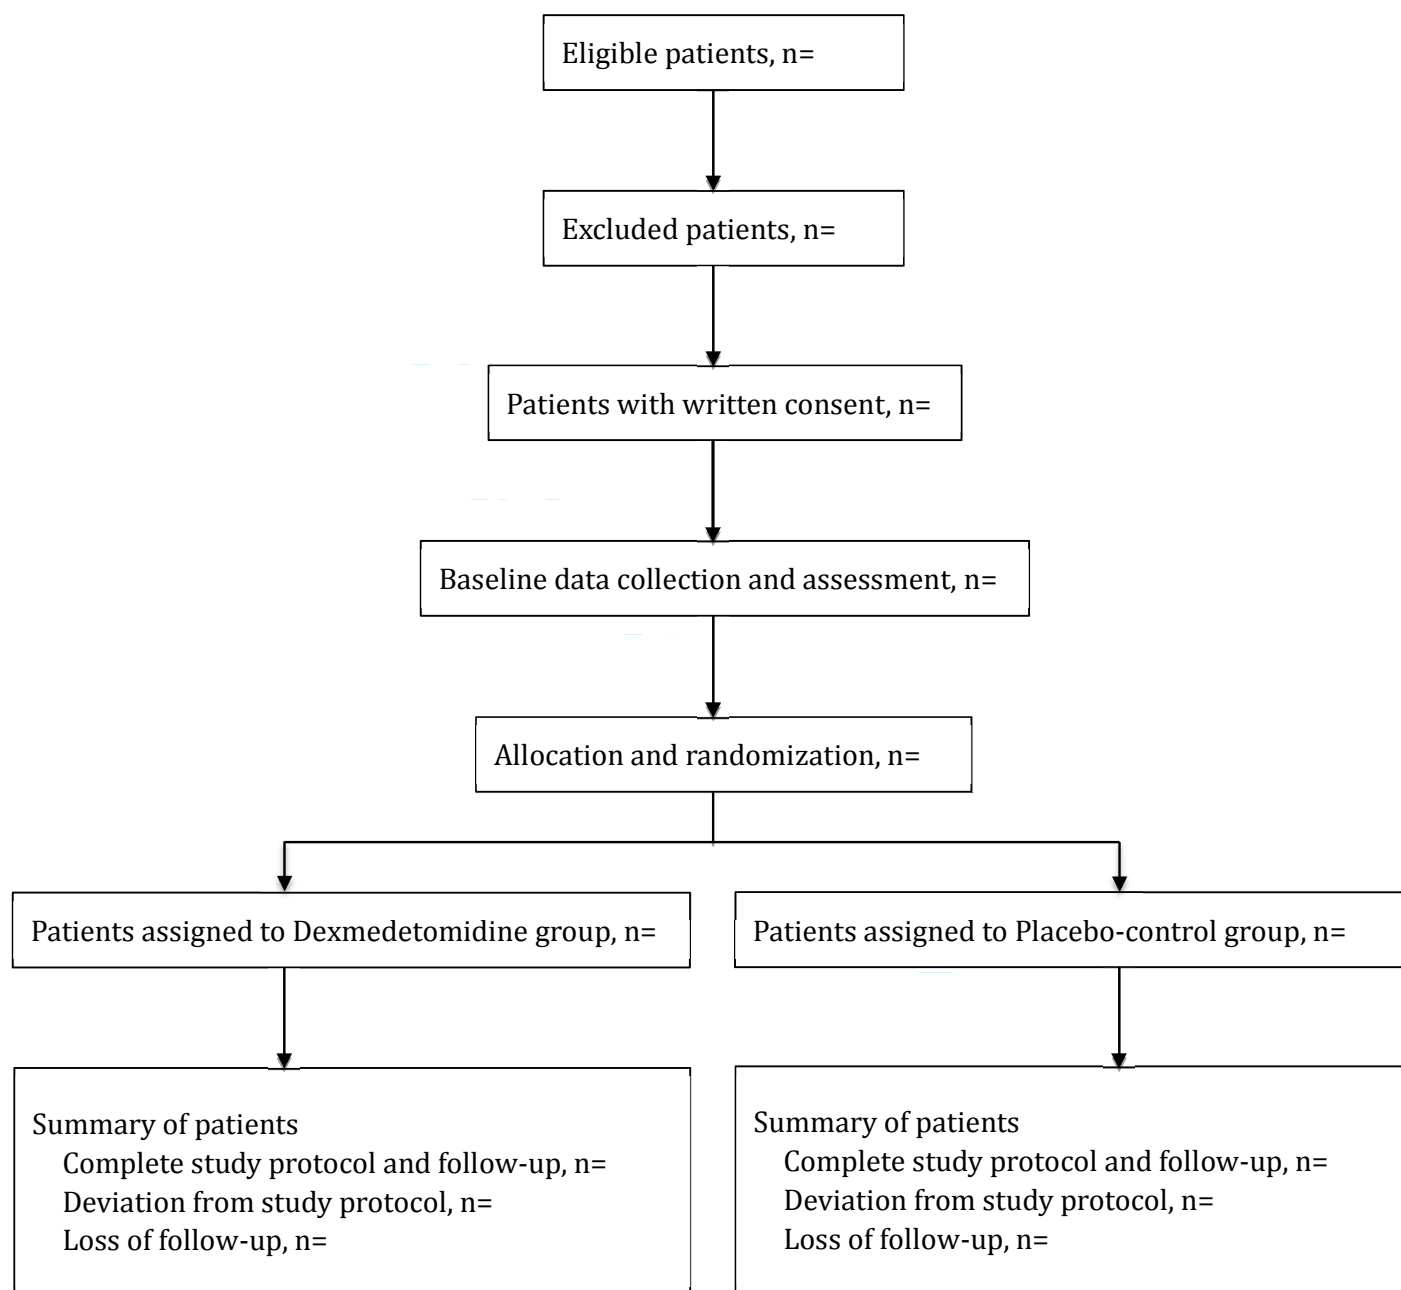 Eligible patients, n=
Excluded patients, n=
Patients with written consent, n=
Baseline data collection and assessment, n=
Allocation and randomization, n=
Patients assigned to Dexmedetomidine group, n=
Patients assigned to Placebo-control group, n=
Summary of patients
Complete study protocol and follow-up, n=
Deviation from study protocol, n=
Loss of follow-up, n=
Summary of patients
Complete study protocol and follow-up, n=
Deviation from study protocol, n=
Loss of follow-up, n=